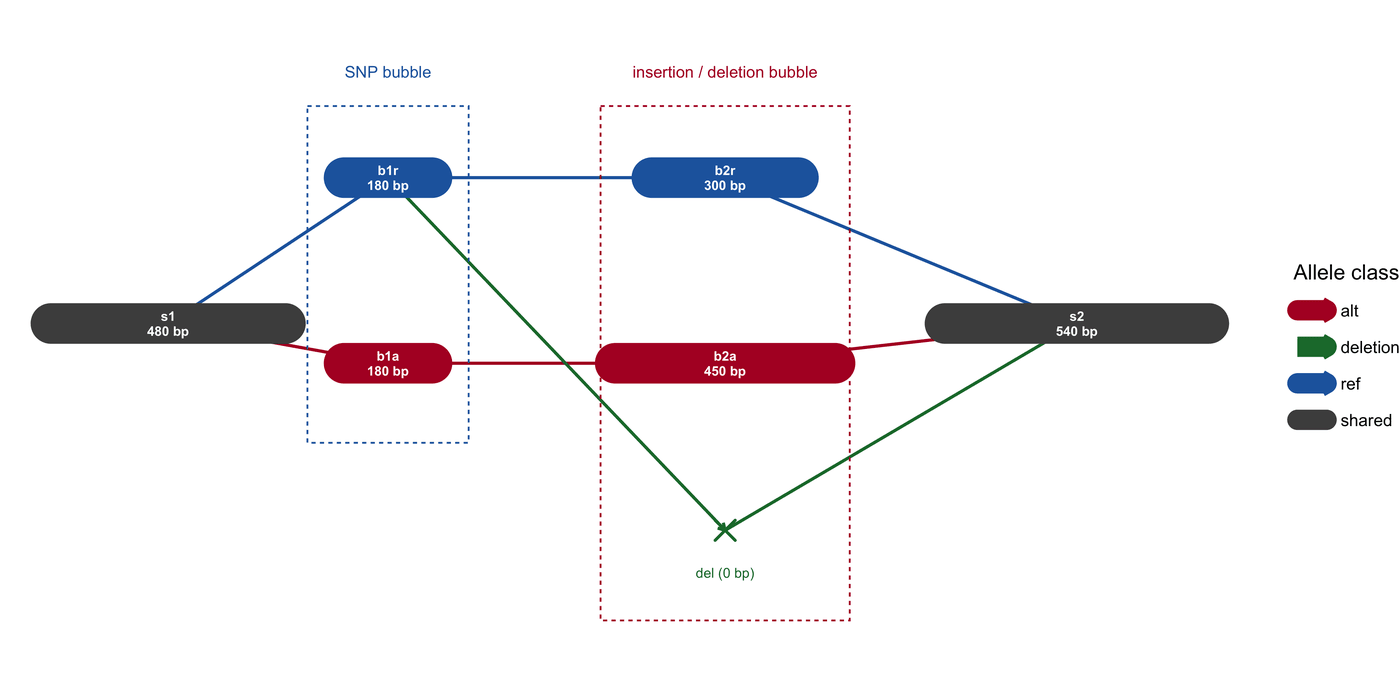 SNP bubble
insertion / deletion bubble
b1r
180 bp
b2r
300 bp
s1
480 bp
s2
540 bp
b1a
180 bp
b2a
450 bp
del (0 bp)
Allele class
alt
deletion
ref
shared